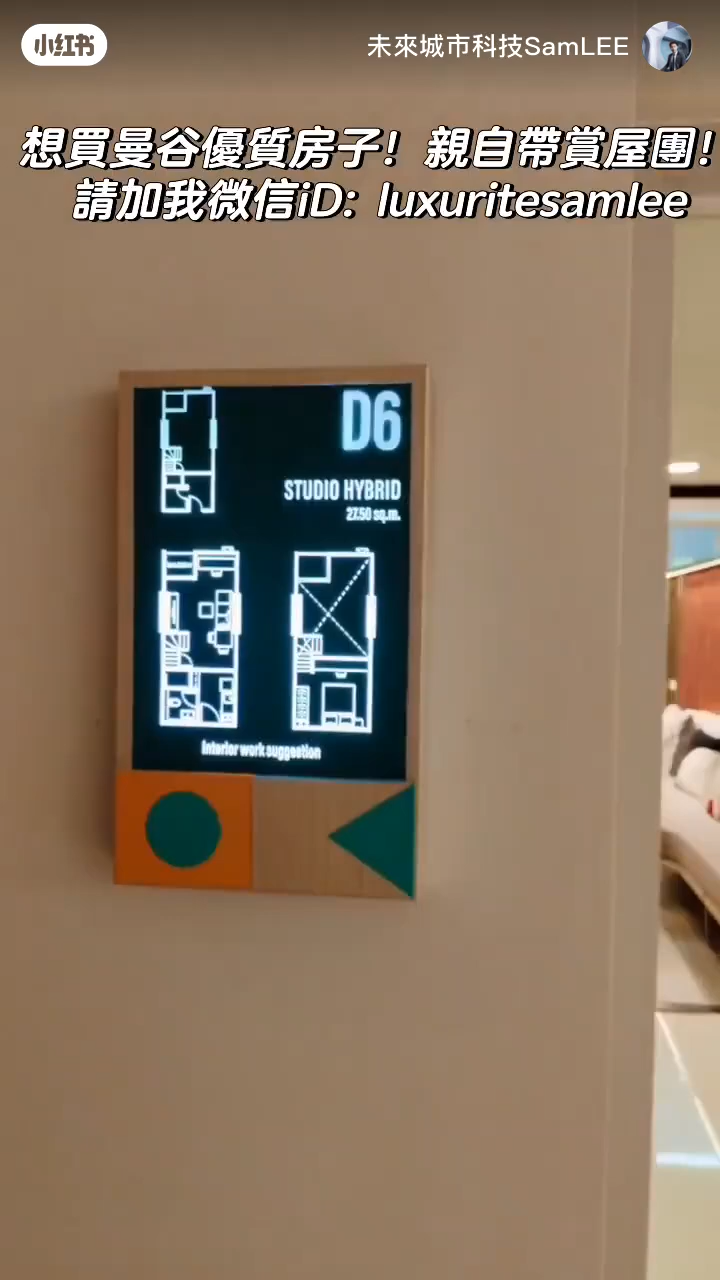 小红书
未來城市科技SamLEE
想買曼谷優質房子！親自帶賞屋團！
請加我微信iD：luxuritesamlee
D6
STUDIO HYBRID
27.50 sq.m.
Interior work suggestion